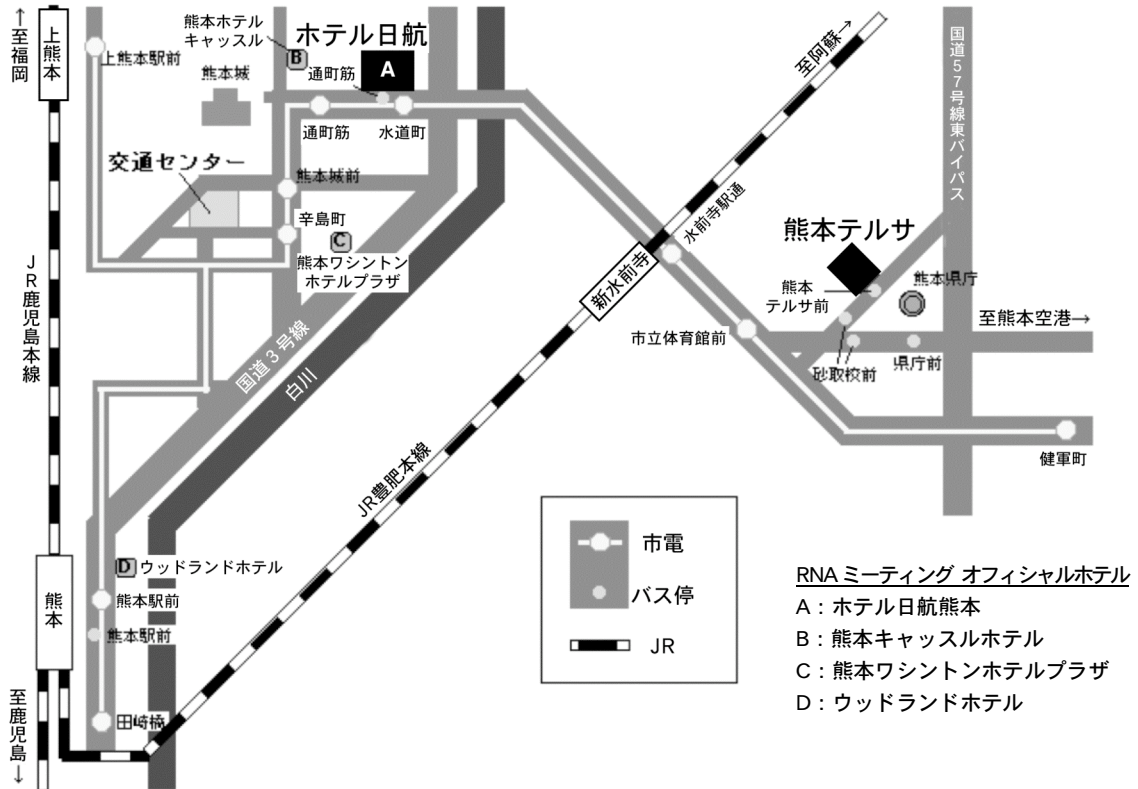 ↑至福岡
上熊本
上熊本駅前
熊本ホテル
キャッスル
B
ホテル日航
A
熊本城
通町筋
通町筋
水道町
至阿蘇→
国道57号線東バイパス
交通センター
熊本城前
辛島町
C
熊本ワシントン
ホテルプラザ
水前寺駅通
新水前寺
熊本テルサ
熊本
テルサ前
熊本県庁
至熊本空港→
市立体育館前
砂取校前
県庁前
健軍町
JR鹿児島本線
国道3号線
白川
JR豊肥本線
D
ウッドランドホテル
熊本
熊本駅前
熊本駅前
田崎橋
至鹿児島→
市電
バス停
JR
RNAミーティング オフィシャルホテル
A：ホテル日航熊本
B：熊本キャッスルホテル
C：熊本ワシントンホテルプラザ
D：ウッドランドホテル